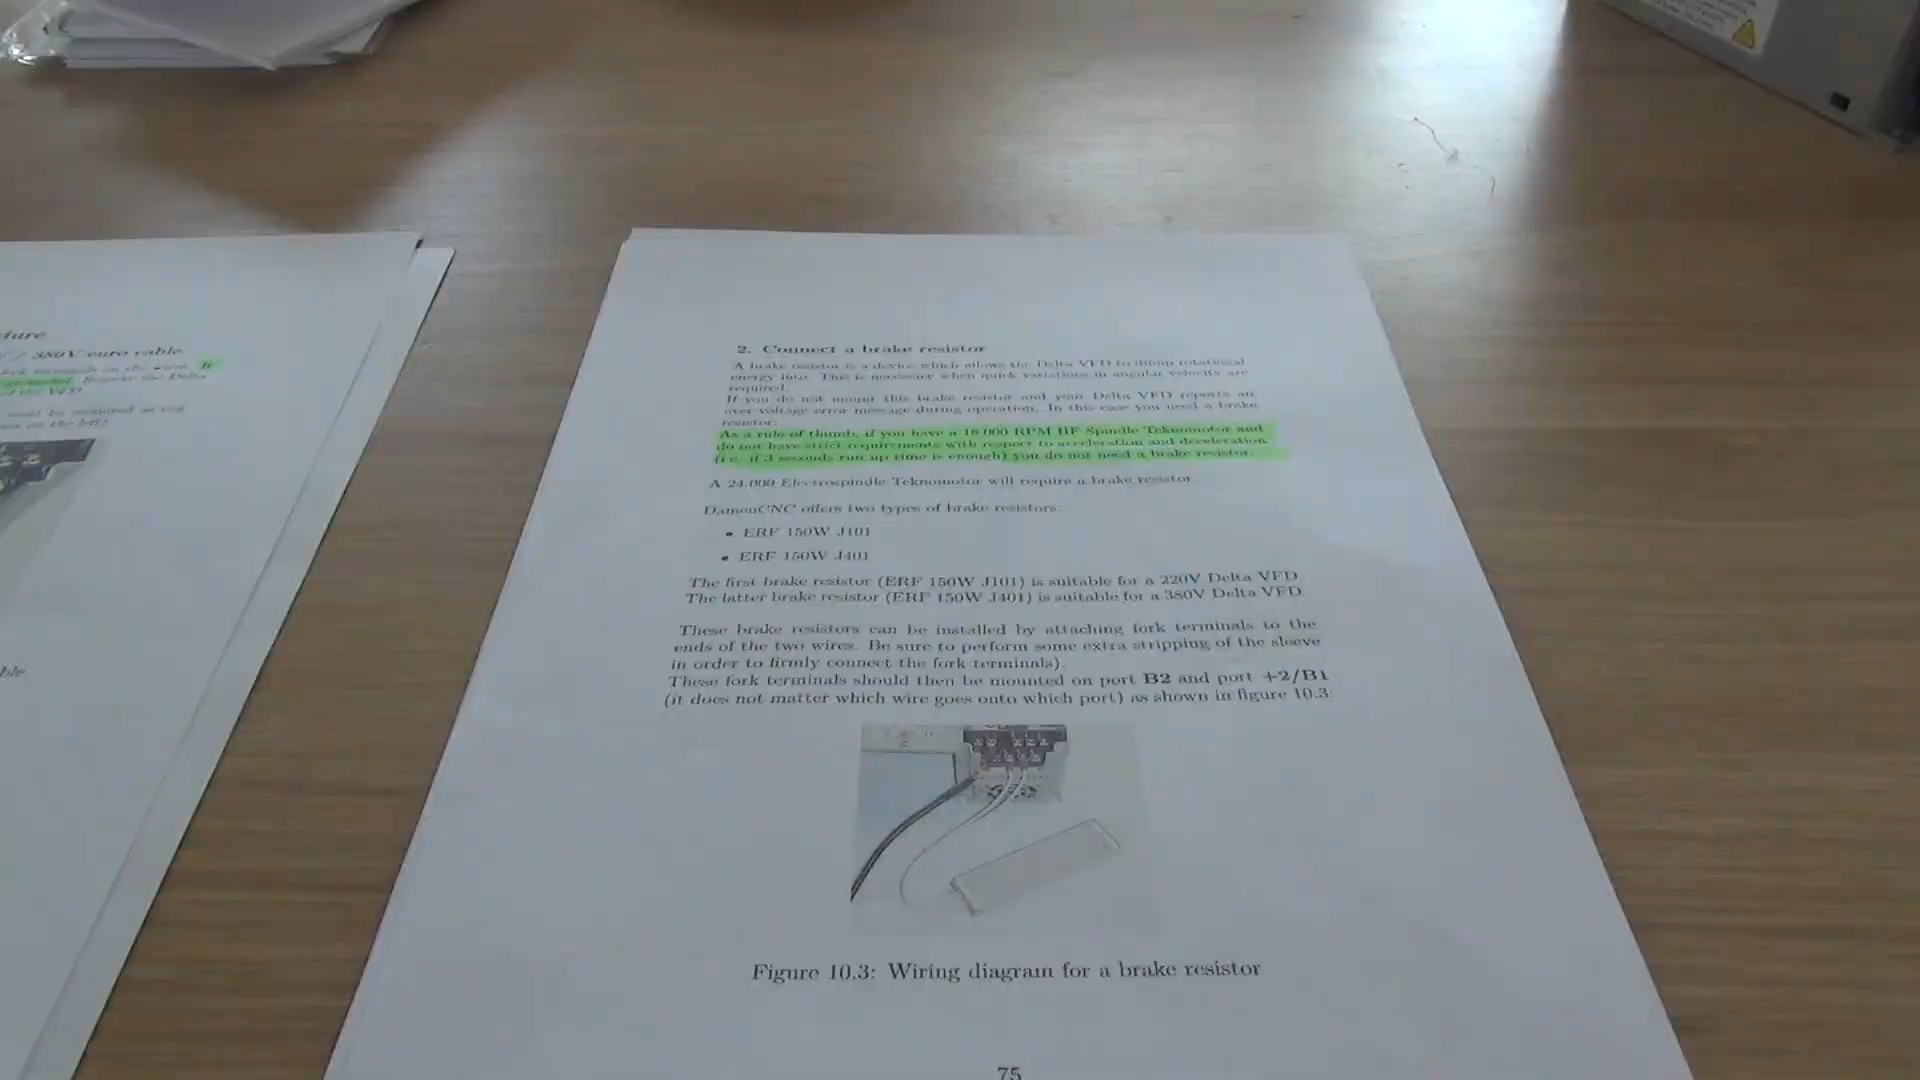 380V euro cable
2. Connect a brake resistor
A brake resistor is a device which allows the Delta VFD to dump rotational
energy into. This is necessary when quick variations in angular velocity are
required.
If you do not mount this brake resistor and your Delta VFD reports an
over-voltage error message during operation. In this case you need a brake
resistor.
As a rule of thumb, if you have a 18.000 RPM HF Spindle Teknomotor and
do not have strict requirements with respect to acceleration and deceleration
(i.e. if 3 seconds run up time is enough) you do not need a brake resistor.
A 24.000 Electrospindle Teknomotor will require a brake resistor.
DamenCNC offers two types of brake resistors:
• ERF 150W J101
• ERF 150W J401
The first brake resistor (ERF 150W J101) is suitable for a 220V Delta VFD
The latter brake resistor (ERF 150W J401) is suitable for a 380V Delta VFD
These brake resistors can be installed by attaching fork terminals to the
ends of the two wires. Be sure to perform some extra stripping of the sleeve
in order to firmly connect the fork terminals).
These fork terminals should then be mounted on port B2 and port +2/B1
(it does not matter which wire goes onto which port) as shown in figure 10.3:
Figure 10.3: Wiring diagram for a brake resistor
75